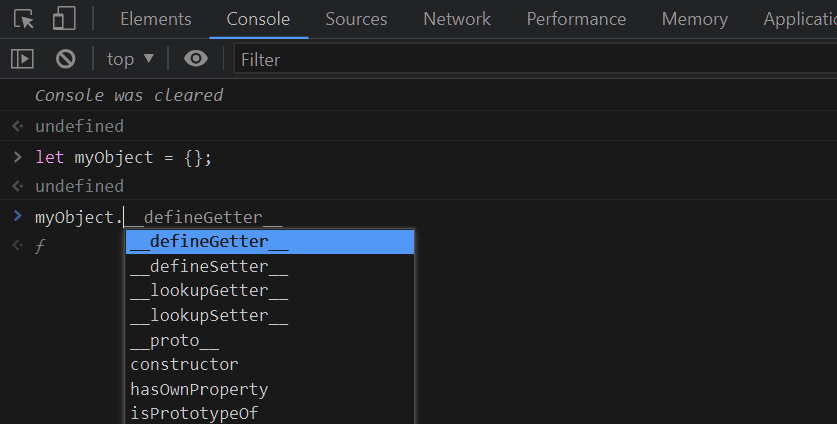 Elements Console Sources Network Performance Memory Applicati
top ▼ Filter
Console was cleared
undefined
let myObject = {};
undefined
myObject.__defineGetter__
__defineGetter__
ƒ
__defineSetter__
__lookupGetter__
__lookupSetter__
__proto__
constructor
hasOwnProperty
isPrototypeOf